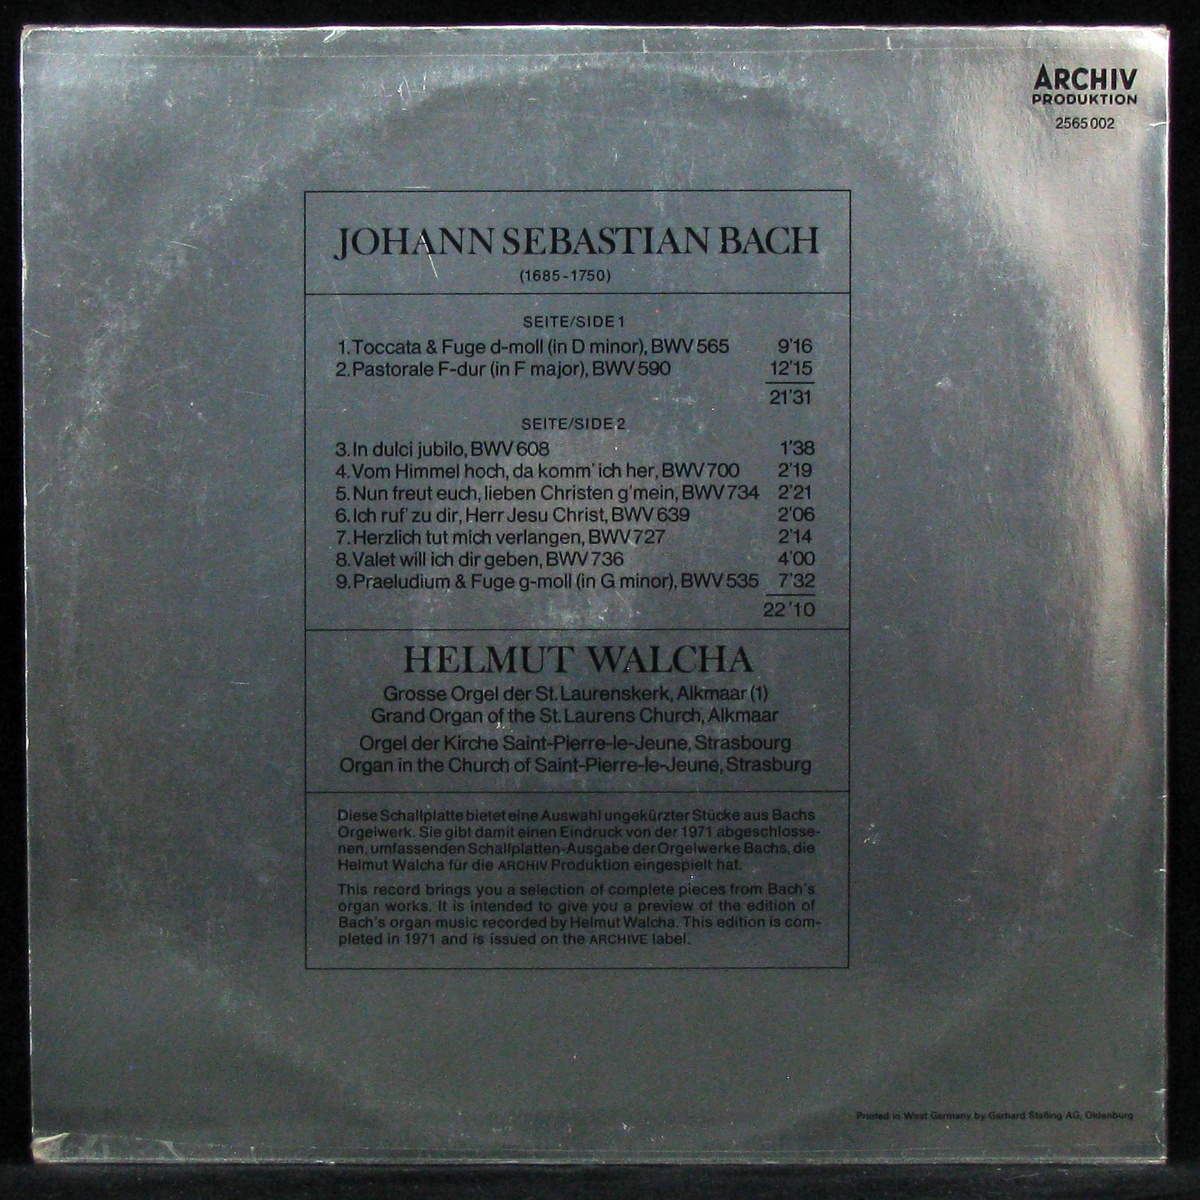 ARCHIV
PRODUKTION
2565 002
JOHANN SEBASTIAN BACH
(1685-1750)
SEITE/SIDE 1
1. Toccata & Fuge d-moll (in D minor), BWV 565 9'16
2. Pastorale F-dur (in F major), BWV 590 12'15
21'31
SEITE/SIDE 2
3. In dulci jubilo, BWV 608 1'38
4. Vom Himmel hoch, da komm' ich her, BWV 700 2'19
5. Nun freut euch, lieben Christen g'mein, BWV 734 2'21
6. Ich ruf' zu dir, Herr Jesu Christ, BWV 639 2'06
7. Herzlich tut mich verlangen, BWV 727 2'14
8. Valet will ich dir geben, BWV 736 4'00
9. Praeludium & Fuge g-moll (in G minor), BWV 535 7'32
22'10
HELMUT WALCHA
Grosse Orgel der St. Laurenskerk, Alkmaar (1)
Grand Organ of the St. Laurens Church, Alkmaar
Orgel der Kirche Saint-Pierre-le-Jeune, Strasbourg
Organ in the Church of Saint-Pierre-le-Jeune, Strasburg
Diese Schallplatte bietet eine Auswahl ungekürzter Stücke aus Bachs
Orgelwerk. Sie gibt damit einen Eindruck von der 1971 abgeschlosse-
nen, umfassenden Schallplatten-Ausgabe der Orgelwerke Bachs, die
Helmut Walcha für die ARCHIV Produktion eingespielt hat.
This record brings you a selection of complete pieces from Bach's
organ works. It is intended to give you a preview of the edition of
Bach's organ music recorded by Helmut Walcha. This edition is com-
pleted in 1971 and is issued on the ARCHIVE label.
Printed in West Germany by Gerhard Stalling AG, Oldenburg